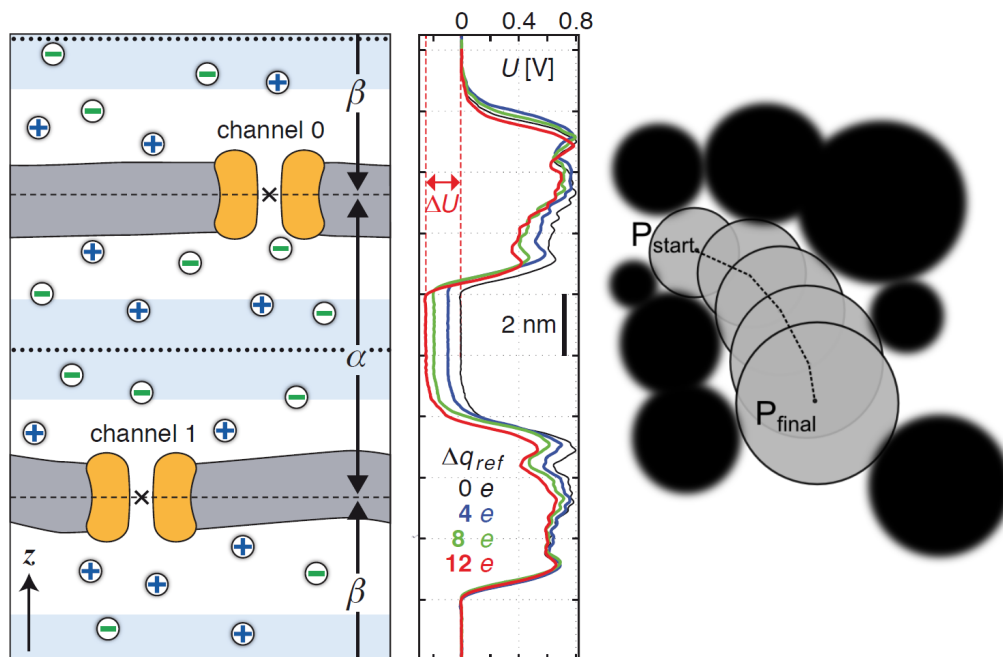 β
channel 0
α
channel 1
z
β
0 0.4 0.8
U [V]
ΔU
2 nm
Δq_ref
0 e
4 e
8 e
12 e
P_start
P_final